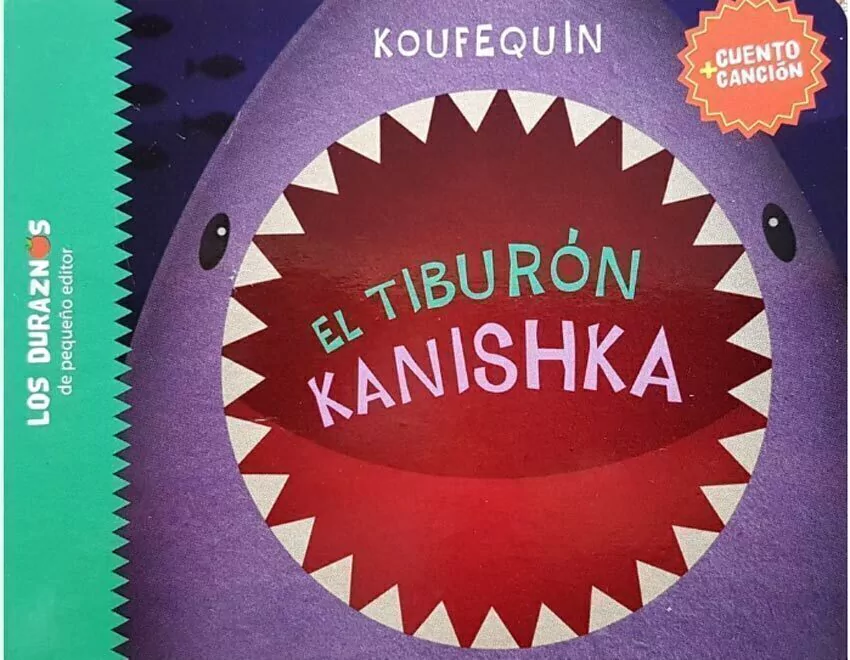 KOUFEQUIN
CUENTO
+CANCIÓN
EL TIBURÓN
KANISHKA
LOS DURAZNOS
de pequeño editor